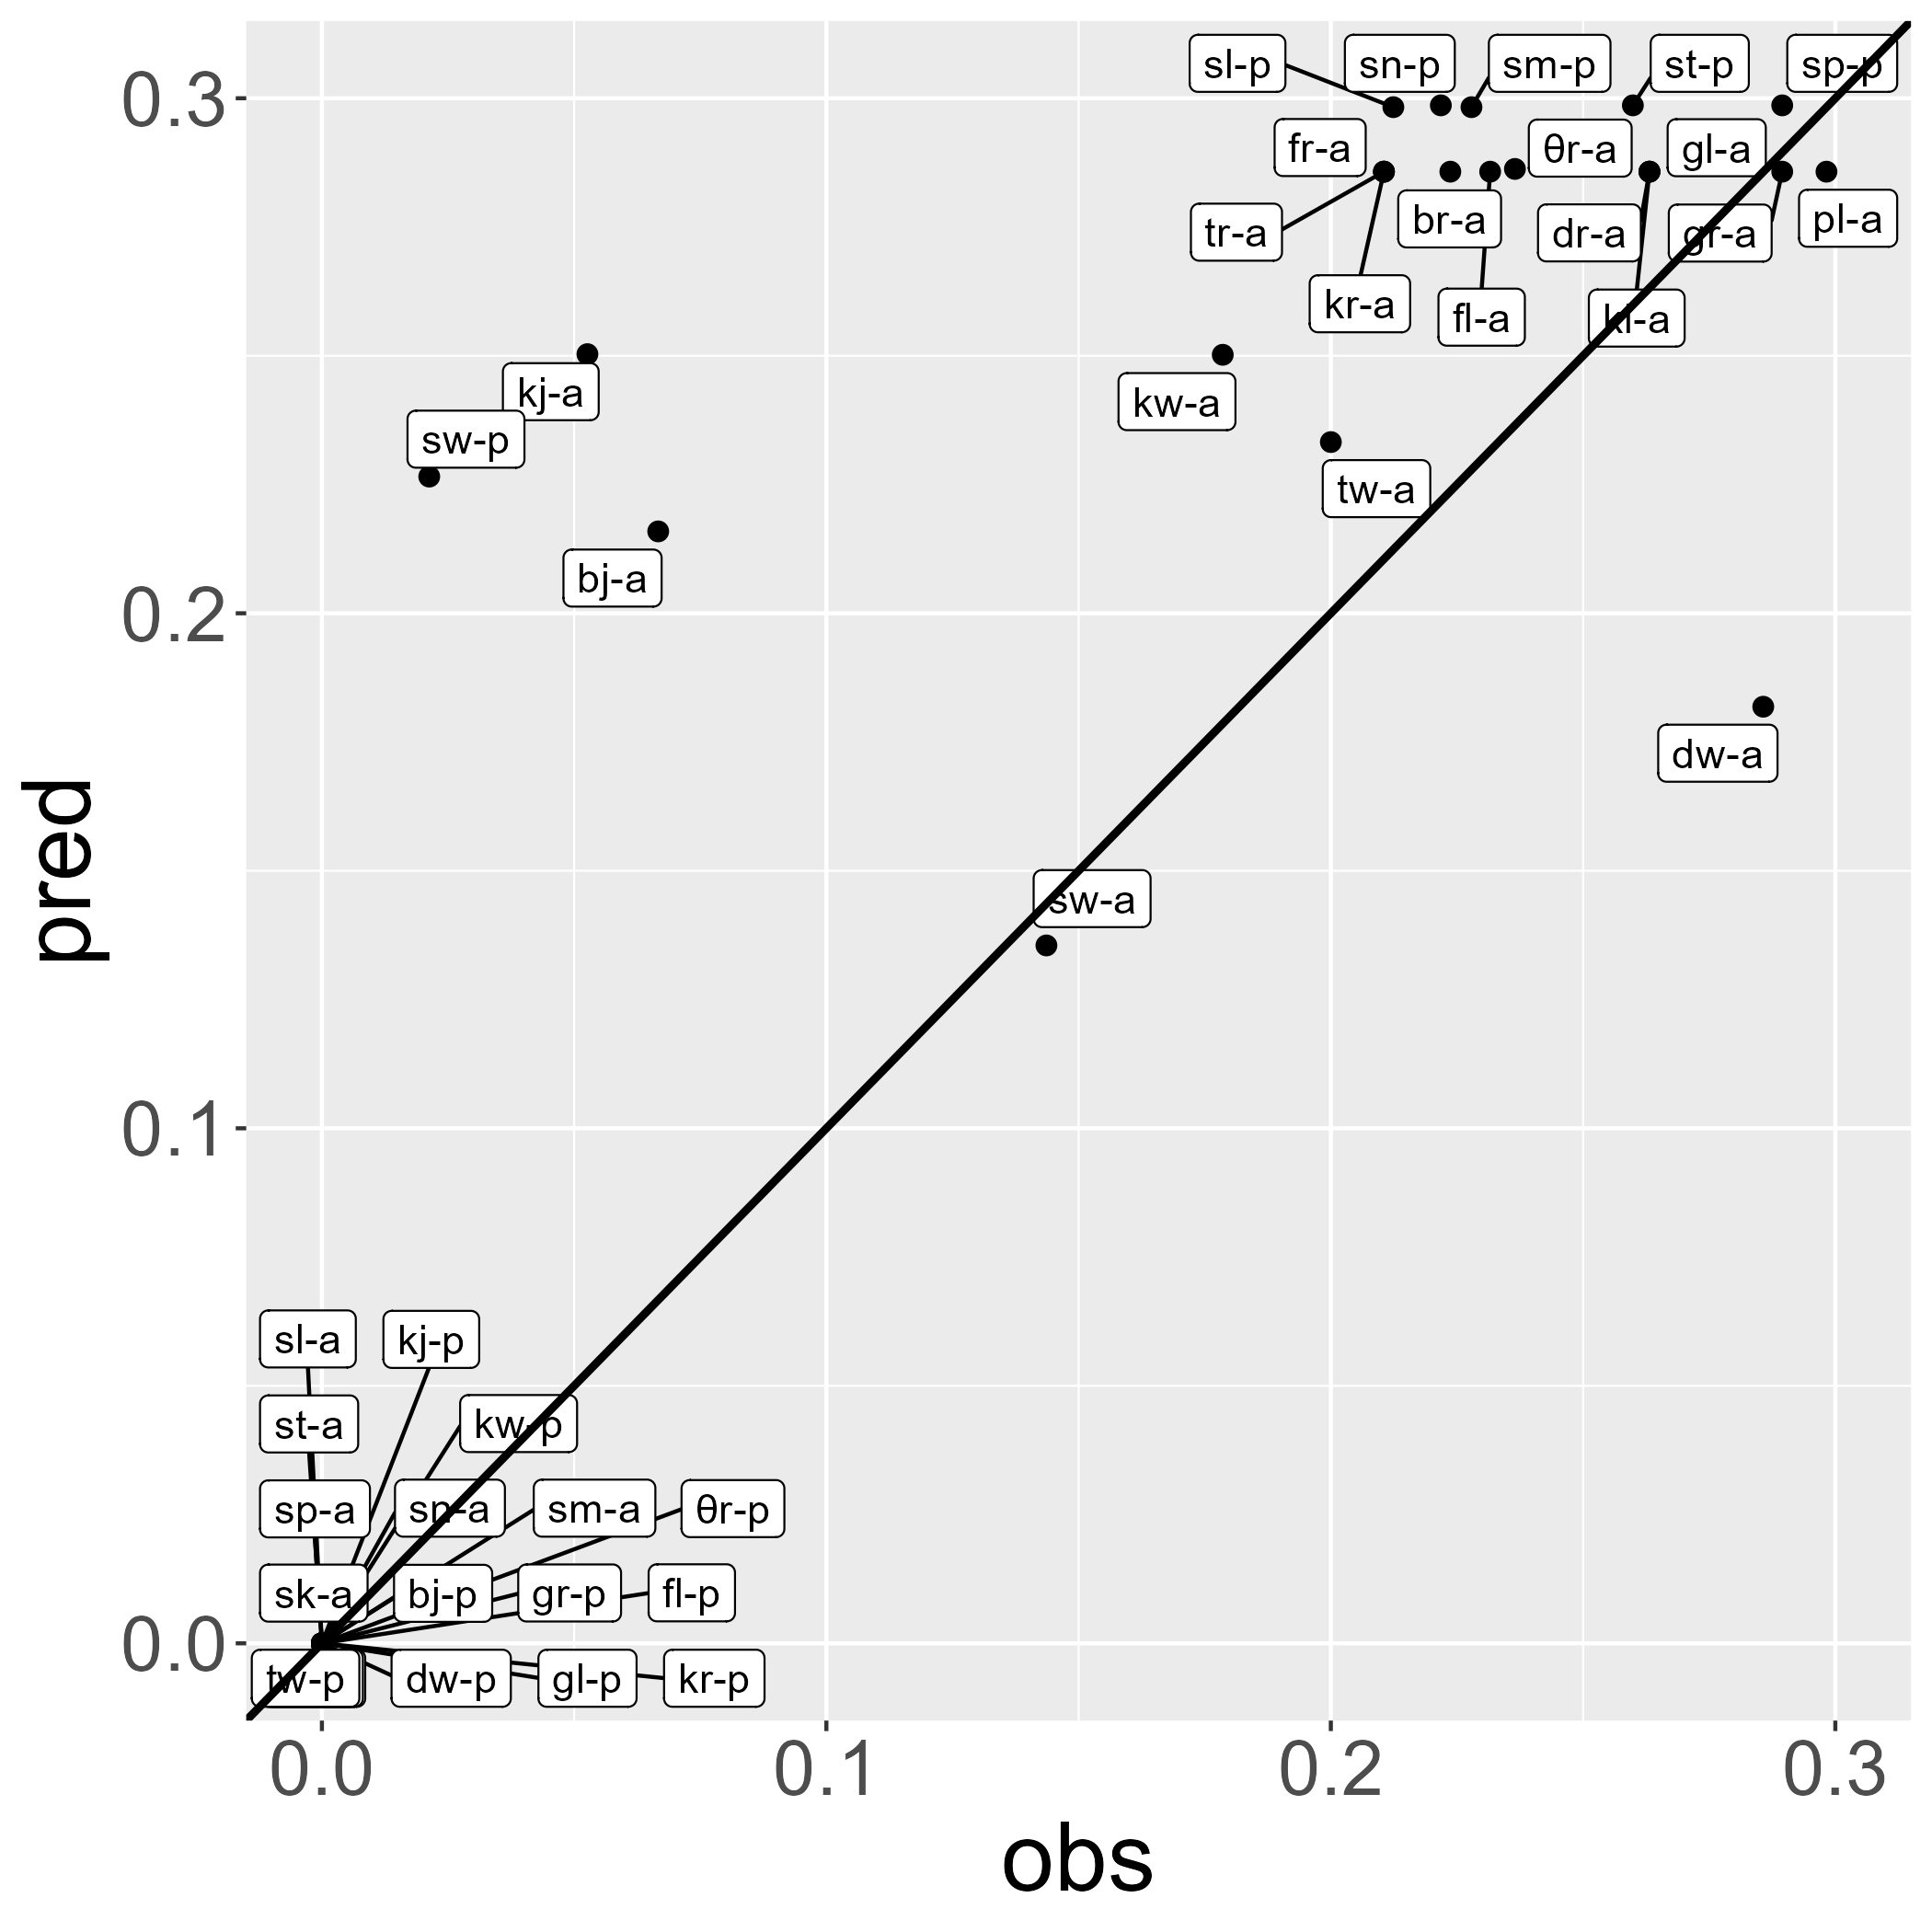 pred
0.3
0.2
0.1
0.0
sl-p
sn-p
sm-p
st-p
sp-p
fr-a
θr-a
gl-a
tr-a
br-a
dr-a
gr-a
pl-a
kr-a
fl-a
kl-a
kj-a
kw-a
sw-p
tw-a
bj-a
dw-a
sw-a
sl-a
kj-p
st-a
kw-p
sp-a
sn-a
sm-a
θr-p
sk-a
bj-p
gr-p
fl-p
tw-p
dw-p
gl-p
kr-p
0.0
0.1
0.2
0.3
obs